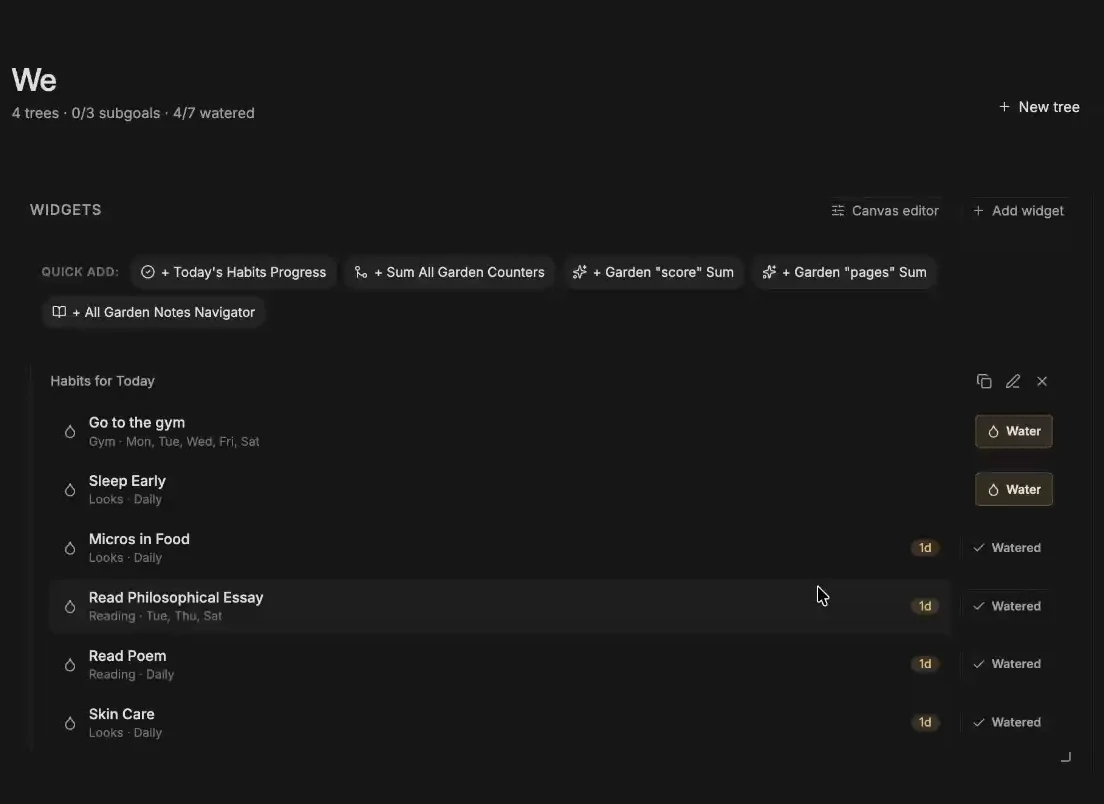 We
4 trees · 0/3 subgoals · 4/7 watered
+ New tree
WIDGETS
Canvas editor
+ Add widget
QUICK ADD:
+ Today's Habits Progress
+ Sum All Garden Counters
+ Garden "score" Sum
+ Garden "pages" Sum
+ All Garden Notes Navigator
Habits for Today
Go to the gym
Gym · Mon, Tue, Wed, Fri, Sat
Water
Sleep Early
Looks · Daily
Water
Micros in Food
Looks · Daily
1d
Watered
Read Philosophical Essay
Reading · Tue, Thu, Sat
1d
Watered
Read Poem
Reading · Daily
1d
Watered
Skin Care
Looks · Daily
1d
Watered